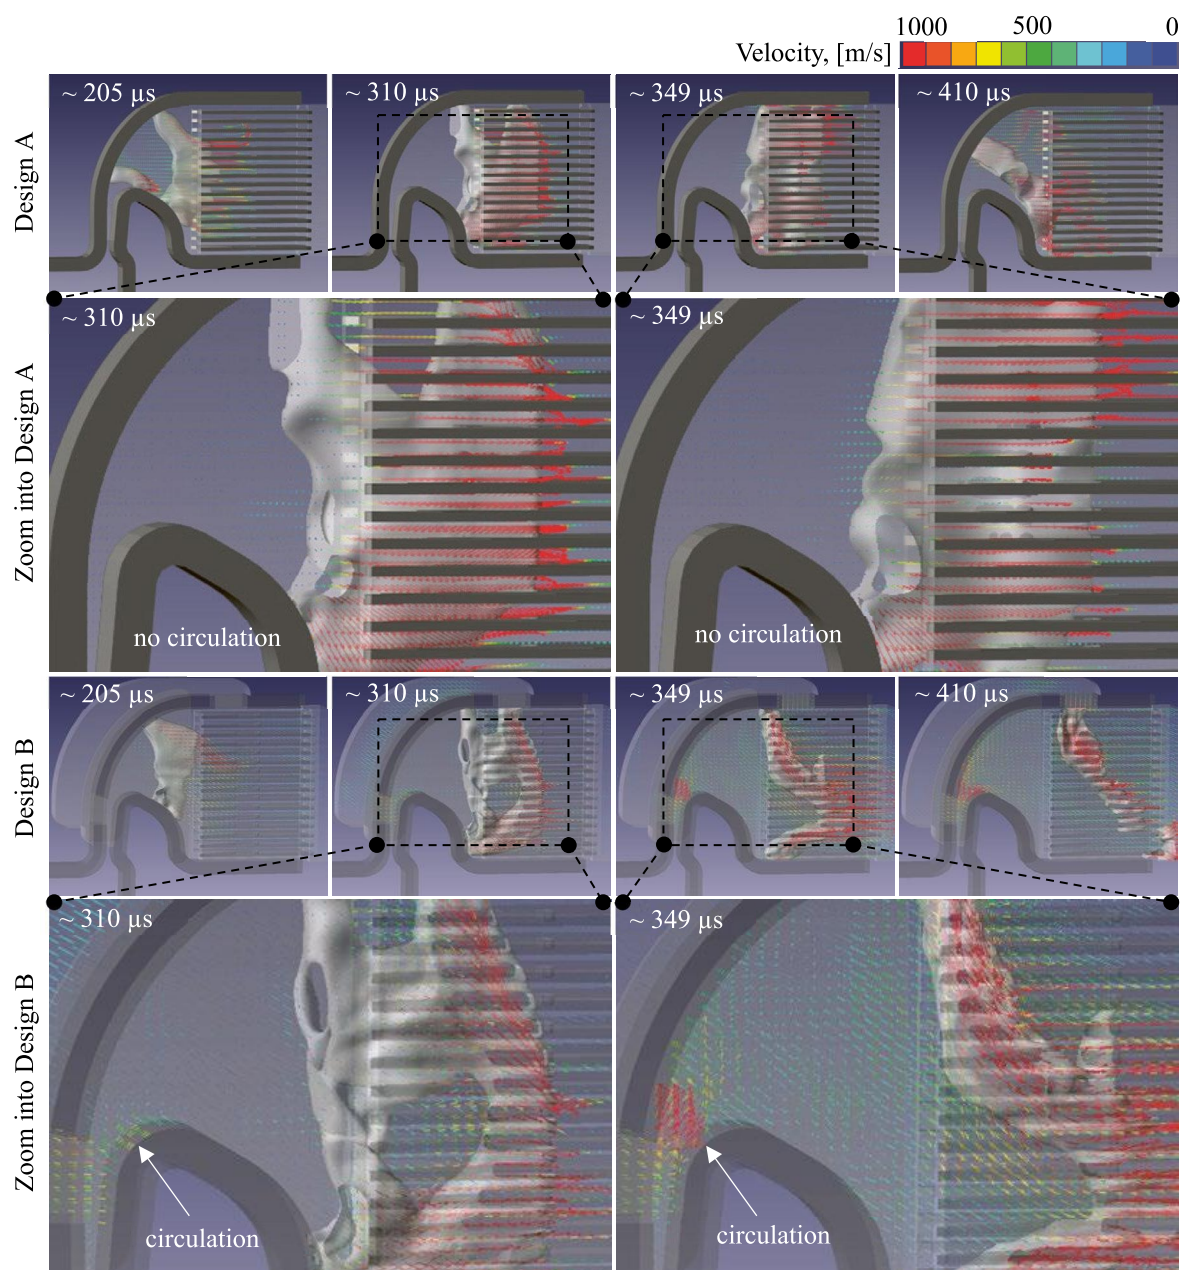 1000 500 0
Velocity, [m/s]
Design A
~ 205 µs
~ 310 µs
~ 349 µs
~ 410 µs
Zoom into Design A
~ 310 µs
~ 349 µs
no circulation
no circulation
Design B
~ 205 µs
~ 310 µs
~ 349 µs
~ 410 µs
Zoom into Design B
~ 310 µs
~ 349 µs
circulation
circulation